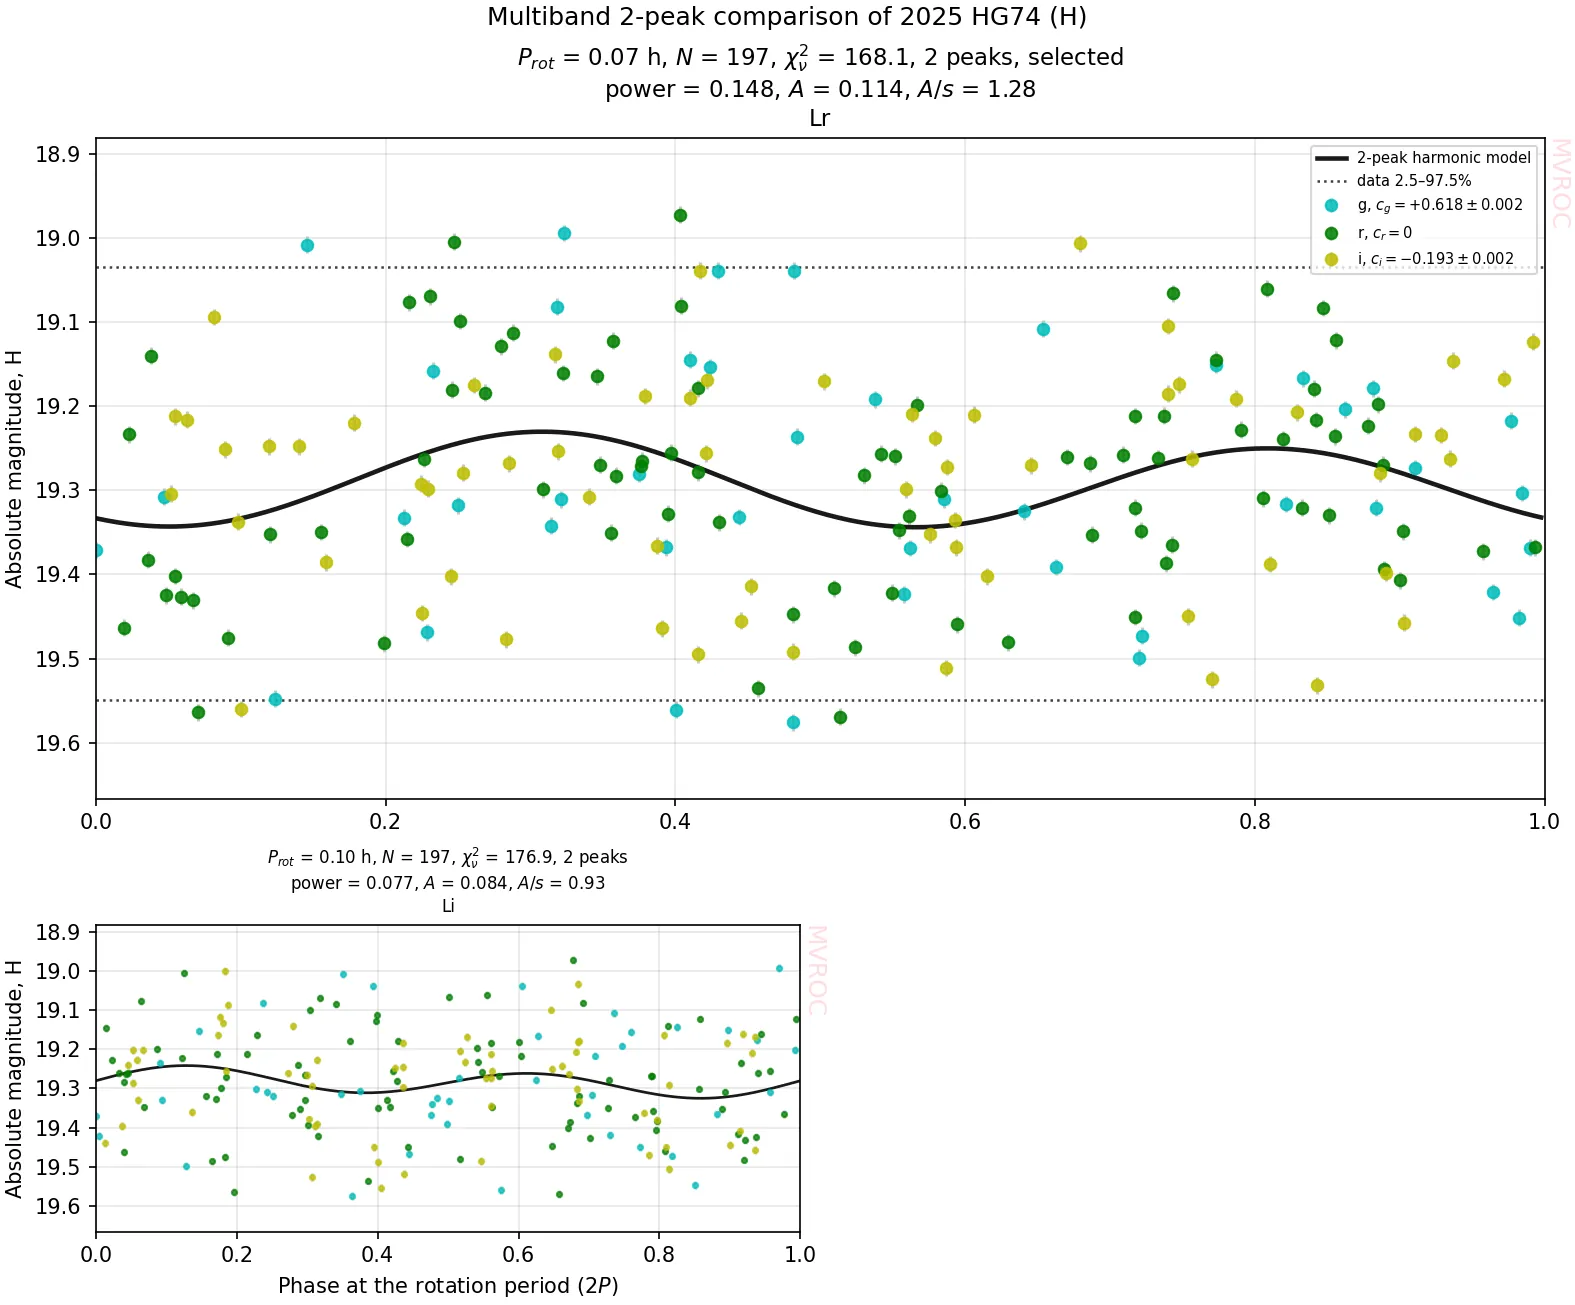 Multiband 2-peak comparison of 2025 HG74 (H)
P_rot = 0.07 h, N = 197, χ²_ν = 168.1, 2 peaks, selected
power = 0.148, A = 0.114, A/s = 1.28
Lr
2-peak harmonic model
data 2.5–97.5%
g, c_g = +0.618 ± 0.002
r, c_r = 0
i, c_i = −0.193 ± 0.002
MVROC
Absolute magnitude, H
18.9
19.0
19.1
19.2
19.3
19.4
19.5
19.6
0.0 0.2 0.4 0.6 0.8 1.0
P_rot = 0.10 h, N = 197, χ²_ν = 176.9, 2 peaks
power = 0.077, A = 0.084, A/s = 0.93
Li
MVROC
Absolute magnitude, H
18.9
19.0
19.1
19.2
19.3
19.4
19.5
19.6
0.0 0.2 0.4 0.6 0.8 1.0
Phase at the rotation period (2P)